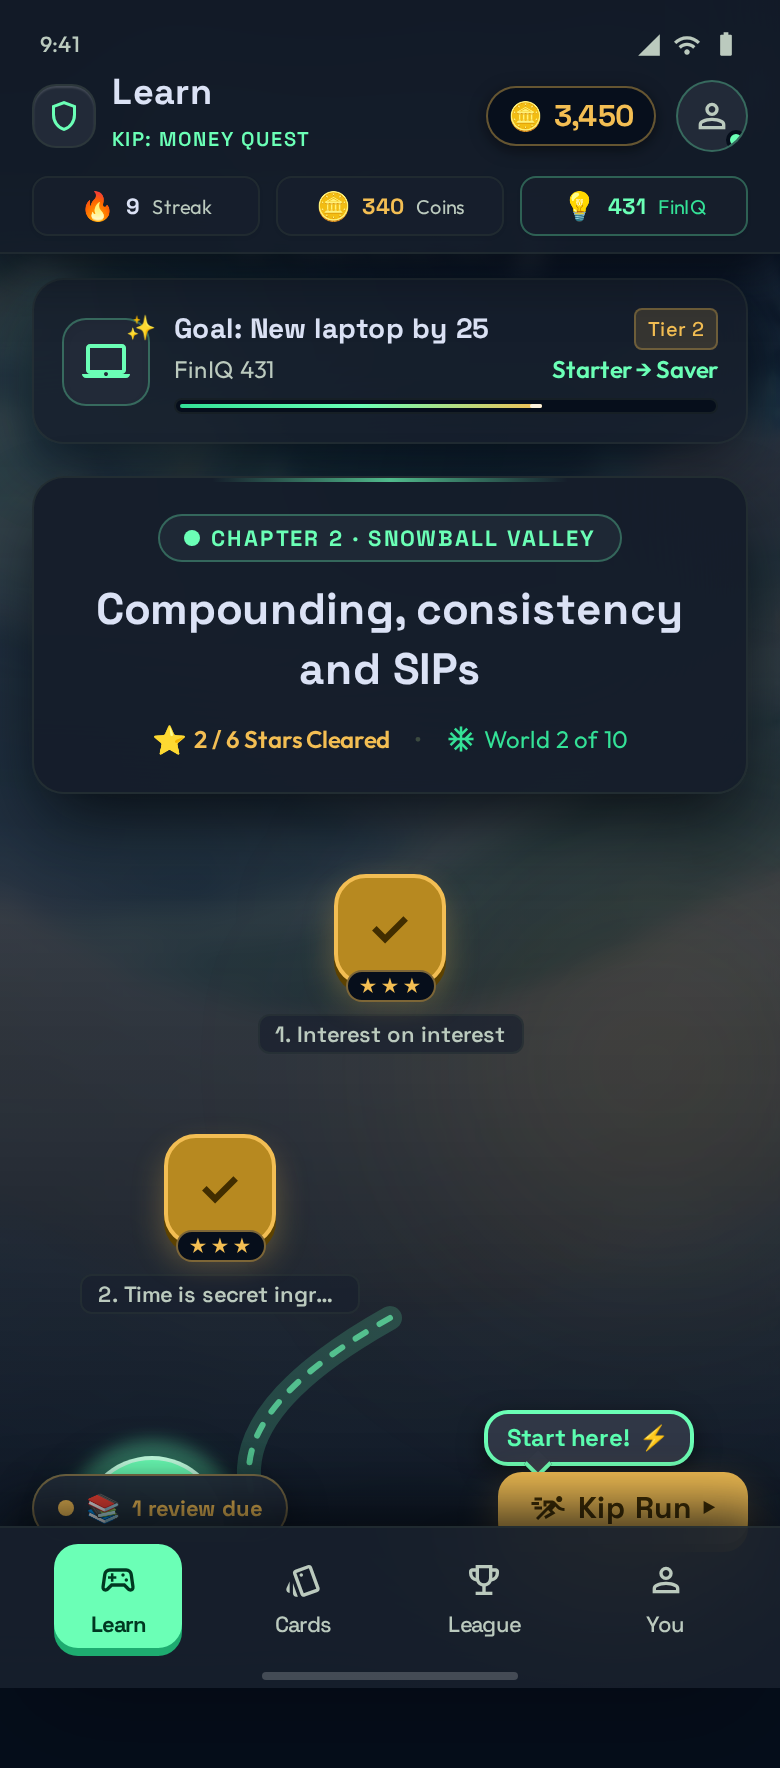 9:41
Learn
KIP: MONEY QUEST
3,450
9 Streak
340 Coins
431 FinIQ
Goal: New laptop by 25
Tier 2
FinIQ 431
Starter → Saver
CHAPTER 2 · SNOWBALL VALLEY
Compounding, consistency
and SIPs
2 / 6 Stars Cleared · World 2 of 10
1. Interest on interest
2. Time is secret ingr...
Start here!
1 review due
Kip Run
Learn
Cards
League
You